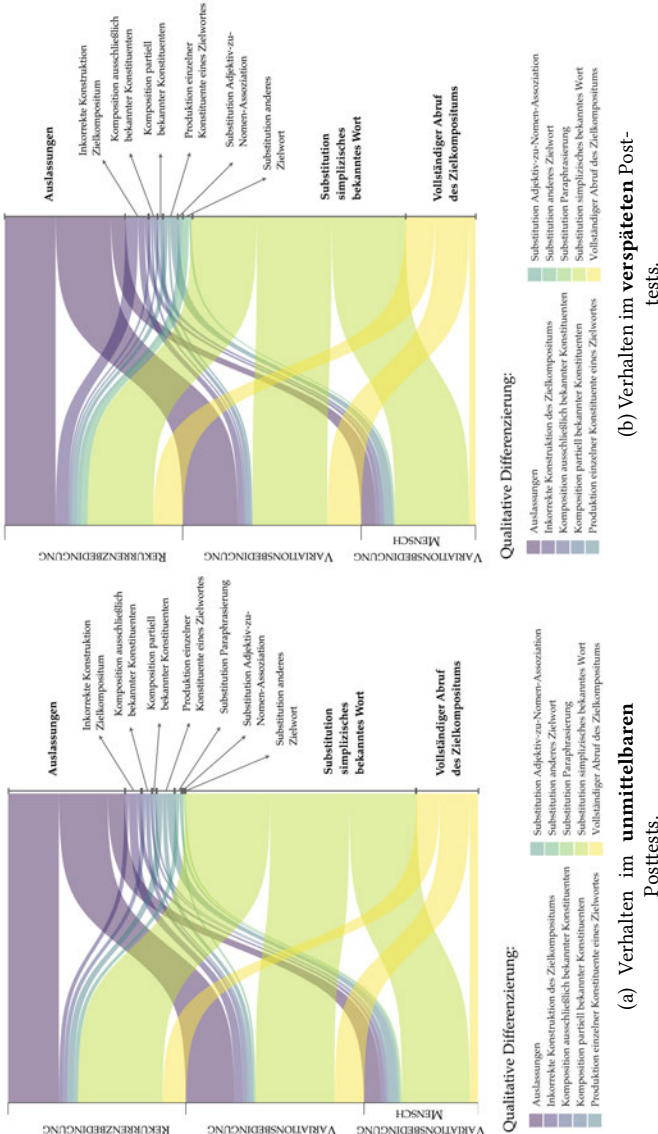 Auslassungen
Inkorrekte Konstruktion
Zielkompositum
Komposition ausschließlich
bekannter Konstituenten
Komposition partiell
bekannter Konstituenten
Produktion einzelner
Konstituente eines Zielwortes
Substitution Paraphrasierung
Substitution Adjektiv-zu-
Nomen-Assoziation
Substitution anderes
Zielwort
Substitution
simplizisches
bekanntes Wort
Vollständiger Abruf
des Zielkompositums
REKURRENZBEDINGUNG
VARIATIONSBEDINGUNG
VARIATIONSBEDINGUNG
MENSCH
Qualitative Differenzierung:
Auslassungen
Inkorrekte Konstruktion des Zielkompositums
Komposition ausschließlich bekannter Konstituenten
Komposition partiell bekannter Konstituenten
Produktion einzelner Konstituente eines Zielwortes
Substitution Adjektiv-zu-Nomen-Assoziation
Substitution anderes Zielwort
Substitution Paraphrasierung
Substitution simplizisches bekanntes Wort
Vollständiger Abruf des Zielkompositums
(a) Verhalten im unmittelbaren
Posttests.
Auslassungen
Inkorrekte Konstruktion
Zielkompositum
Komposition ausschließlich
bekannter Konstituenten
Komposition partiell
bekannter Konstituenten
Produktion einzelner
Konstituente eines Zielwortes
Substitution Adjektiv-zu-
Nomen-Assoziation
Substitution anderes
Zielwort
Substitution
simplizisches
bekanntes Wort
Vollständiger Abruf
des Zielkompositums
REKURRENZBEDINGUNG
VARIATIONSBEDINGUNG
VARIATIONSBEDINGUNG
MENSCH
Qualitative Differenzierung:
Auslassungen
Inkorrekte Konstruktion des Zielkompositums
Komposition ausschließlich bekannter Konstituenten
Komposition partiell bekannter Konstituenten
Produktion einzelner Konstituente eines Zielwortes
Substitution Adjektiv-zu-Nomen-Assoziation
Substitution anderes Zielwort
Substitution Paraphrasierung
Substitution simplizisches bekanntes Wort
Vollständiger Abruf des Zielkompositums
(b) Verhalten im verspäteten Post-
tests.